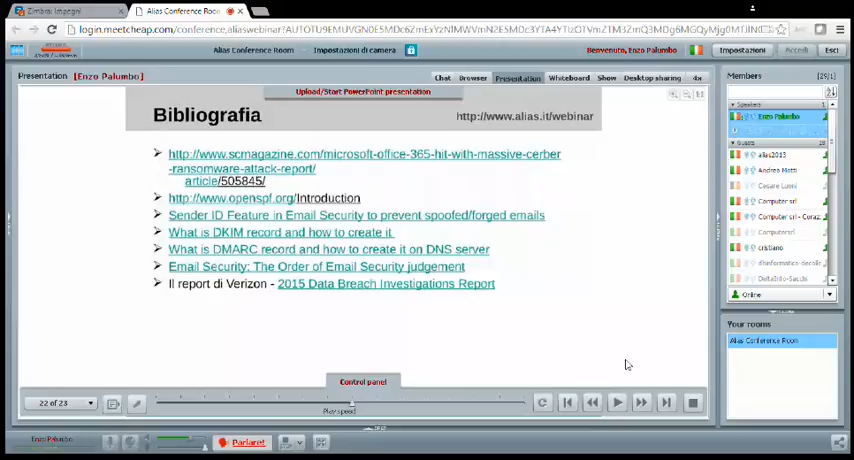 Zimbra: Impegni
Alias Conference Room
Alias Conference Room
Impostazioni di camera
Benvenuto, Enzo Palumbo
Impostazioni
Accedi
Esci
Presentation [Enzo Palumbo]
Chat
Browser
Presentation
Whiteboard
Show
Desktop sharing
4x
Upload/Start PowerPoint presentation
Bibliografia
http://www.alias.it/webinar
http://www.scmagazine.com/microsoft-office-365-hit-with-massive-cerber
-ransomware-attack-report/
article/505845/
http://www.openspf.org/Introduction
Sender ID Feature in Email Security to prevent spoofed/forged emails
What is DKIM record and how to create it
What is DMARC record and how to create it on DNS server
Email Security: The Order of Email Security judgement
Il report di Verizon - 2015 Data Breach Investigations Report
Control panel
22 of 23
Play speed
Enzo Palumbo
Parlare!
Members
[29/1]
Speakers
1
Enzo Palumbo
Guests
alias2013
Andrea Motti
Cesare Luoni
Computer srl
Computer srl - Coraz
Computersrl
cristiano
Online
Your rooms
Alias Conference Room